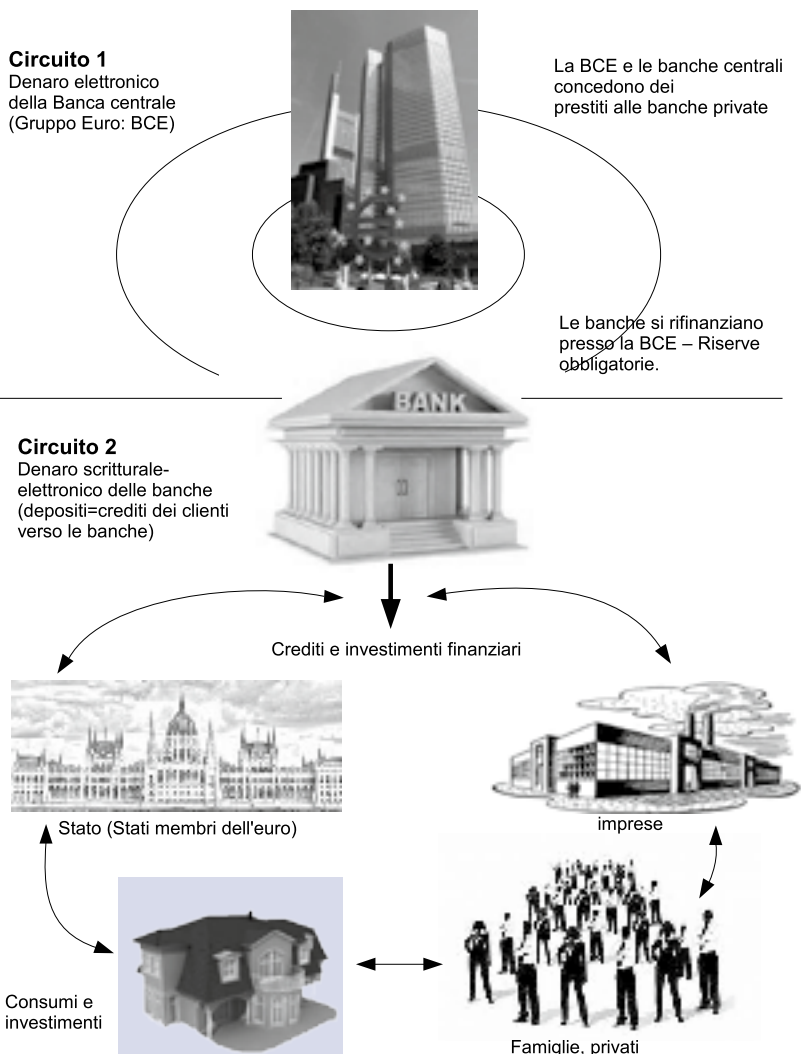 Circuito 1
Denaro elettronico
della Banca centrale
(Gruppo Euro: BCE)
La BCE e le banche centrali
concedono dei
prestiti alle banche private
Le banche si rifinanziano
presso la BCE – Riserve
obbligatorie.
BANK
Circuito 2
Denaro scritturale-
elettronico delle banche
(depositi=crediti dei clienti
verso le banche)
Crediti e investimenti finanziari
Stato (Stati membri dell'euro)
imprese
Consumi e
investimenti
Famiglie, privati